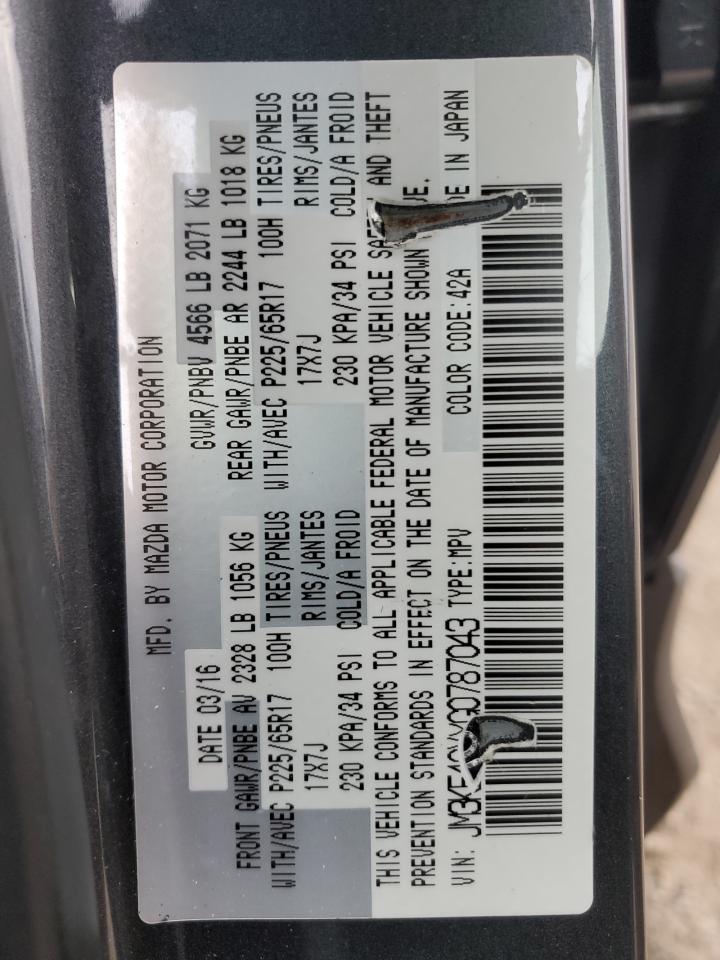 MFD. BY MAZDA MOTOR CORPORATION
DATE 03/16 GVWR/PNBV 4566 LB 2071 KG
FRONT GAWR/PNBE AV 2328 LB 1056 KG REAR GAWR/PNBE AR 2244 LB 1018 KG
WITH/AVEC P225/65R17 100H TIRES/PNEUS WITH/AVEC P225/65R17 100H TIRES/PNEUS
17X7J RIMS/JANTES 17X7J RIMS/JANTES
230 KPA/34 PSI COLD/A FROID 230 KPA/34 PSI COLD/A FROID
THIS VEHICLE CONFORMS TO ALL APPLICABLE FEDERAL MOTOR VEHICLE AND THEFT
PREVENTION STANDARDS IN EFFECT ON THE DATE OF MANUFACTURE SHOWN
VIN: TYPE:MPV COLOR CODE:42A IN JAPAN